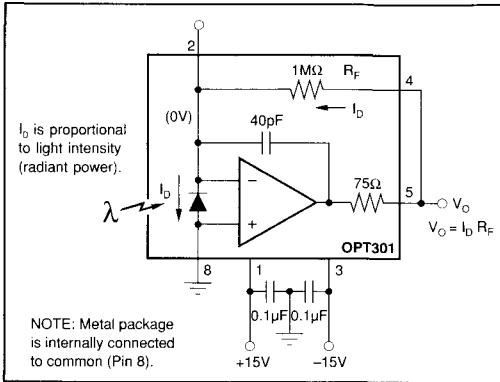 2
1MΩ R_F
4
I_D
(0V)
40pF
I_D is proportional
to light intensity
(radiant power).
I_D
λ
−
+
75Ω
5
V_O
V_O = I_D R_F
OPT301
8
1
3
0.1µF
0.1µF
NOTE: Metal package
is internally connected
to common (Pin 8).
+15V
−15V